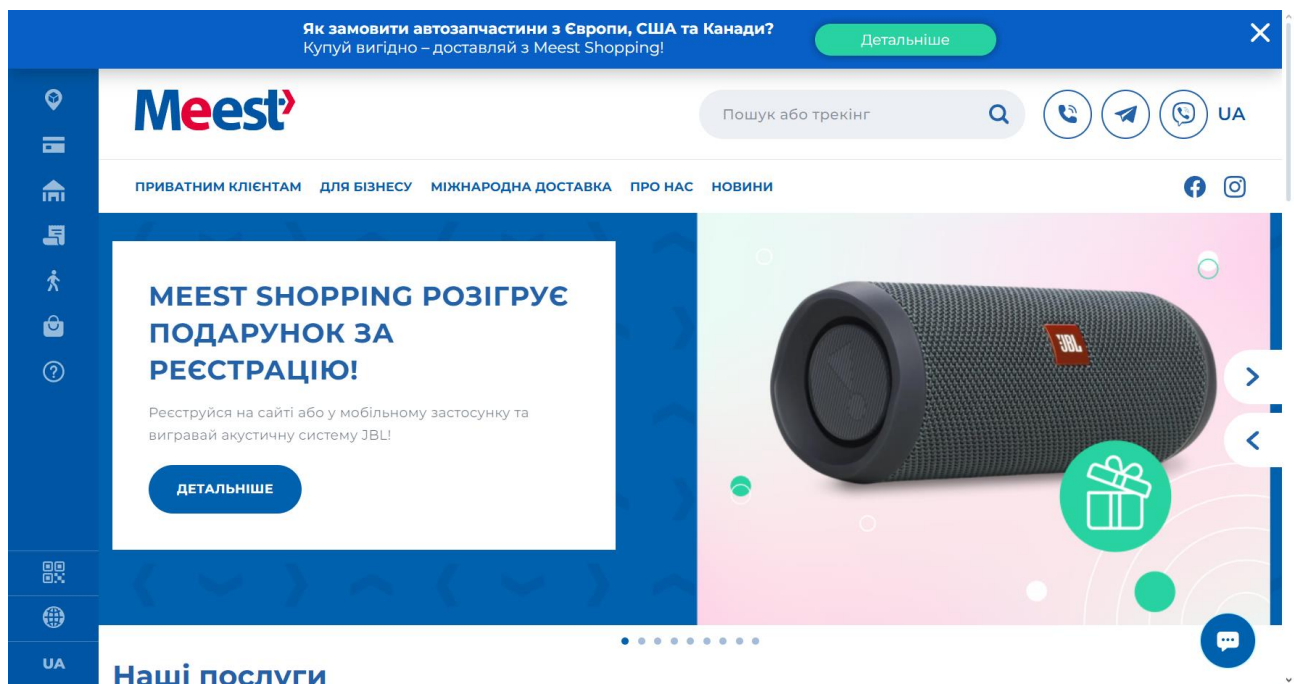 Як замовити автозапчастини з Європи, США та Канади?
Купуй вигідно – доставляй з Meest Shopping!
Детальніше
Meest
Пошук або трекінг
UA
ПРИВАТНИМ КЛІЄНТАМ ДЛЯ БІЗНЕСУ МІЖНАРОДНА ДОСТАВКА ПРО НАС НОВИНИ
MEEST SHOPPING РОЗІГРУЄ
ПОДАРУНОК ЗА
РЕЄСТРАЦІЮ!
Реєструйся на сайті або у мобільному застосунку та
вигравай акустичну систему JBL!
ДЕТАЛЬНІШЕ
JBL
UA
Наші послуги